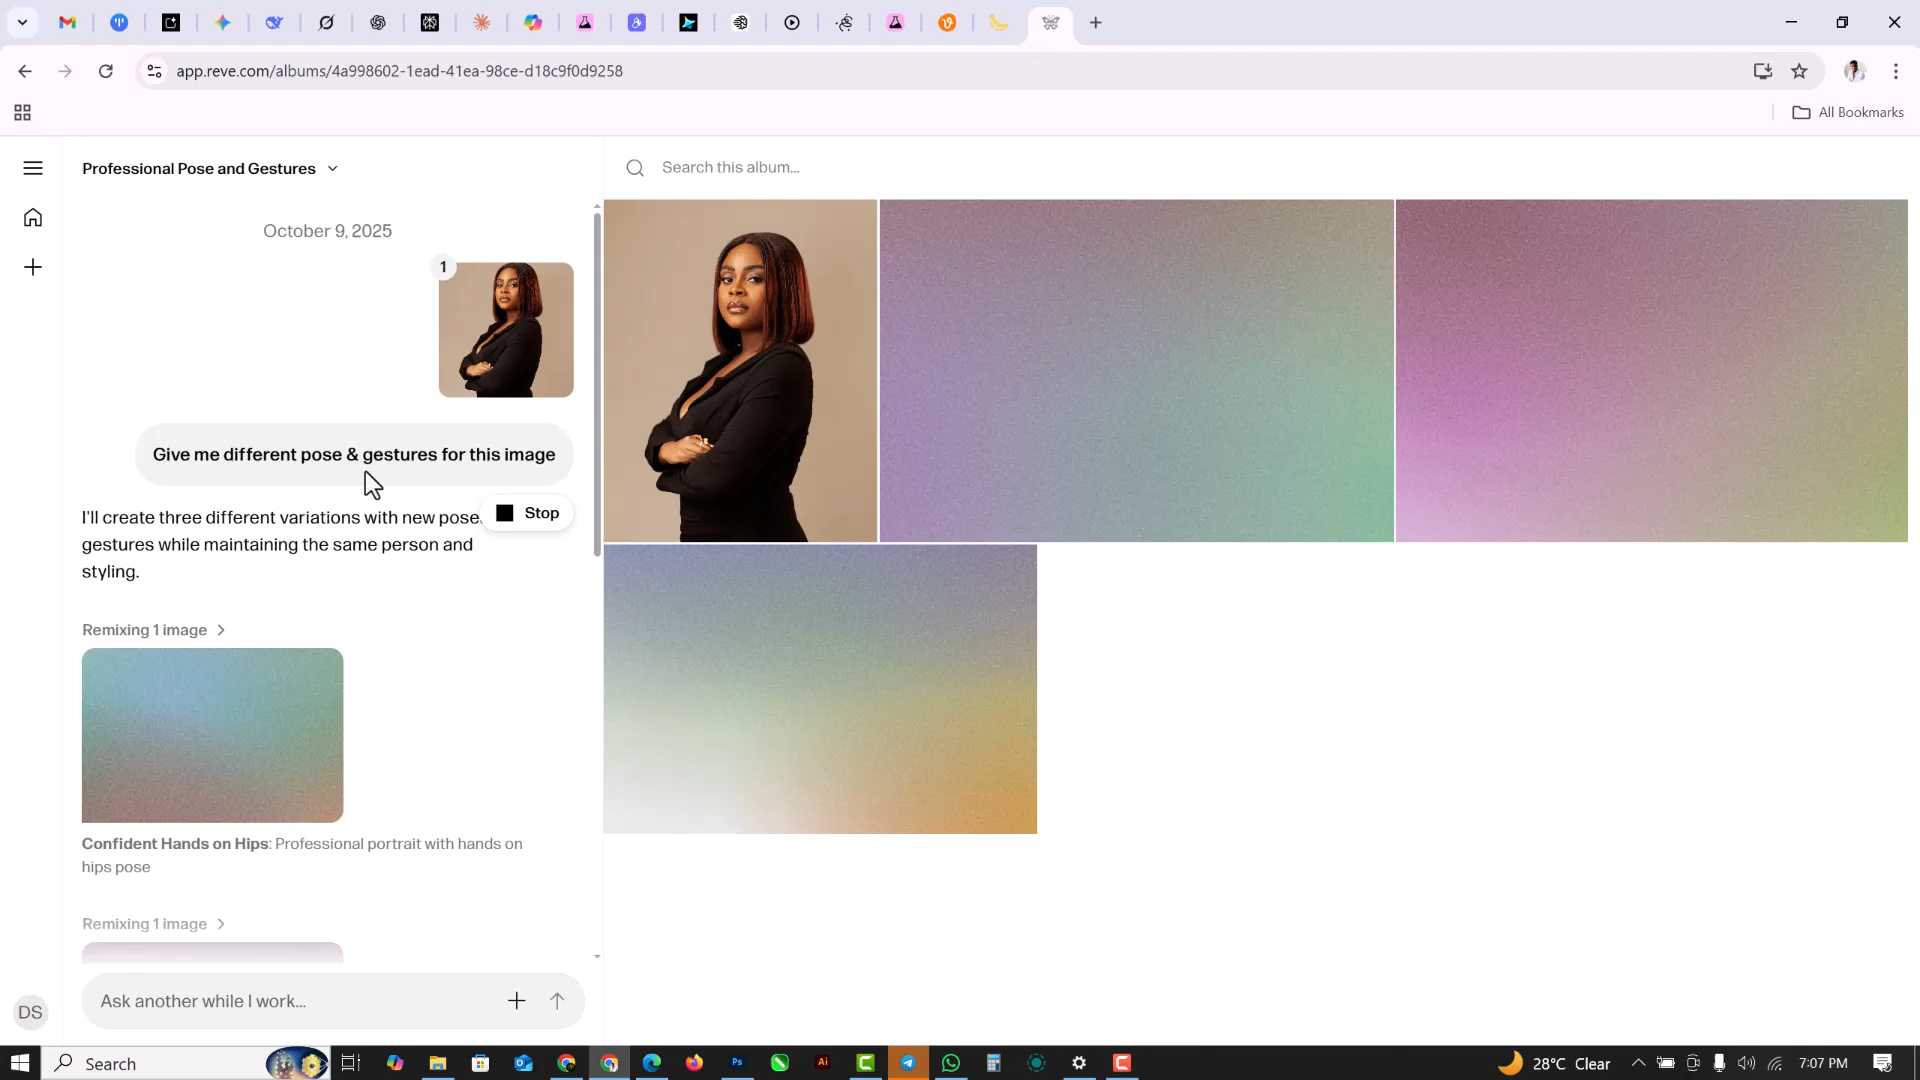 app.reve.com/albums/4a998602-1ead-41ea-98ce-d18c9f0d9258
All Bookmarks
Professional Pose and Gestures
Search this album...
October 9, 2025
1
Give me different pose & gestures for this image
Stop
I'll create three different variations with new pose
gestures while maintaining the same person and
styling.
Remixing 1 image
Confident Hands on Hips: Professional portrait with hands on
hips pose
Remixing 1 image
Ask another while I work...
DS
Search
28°C Clear
7:07 PM